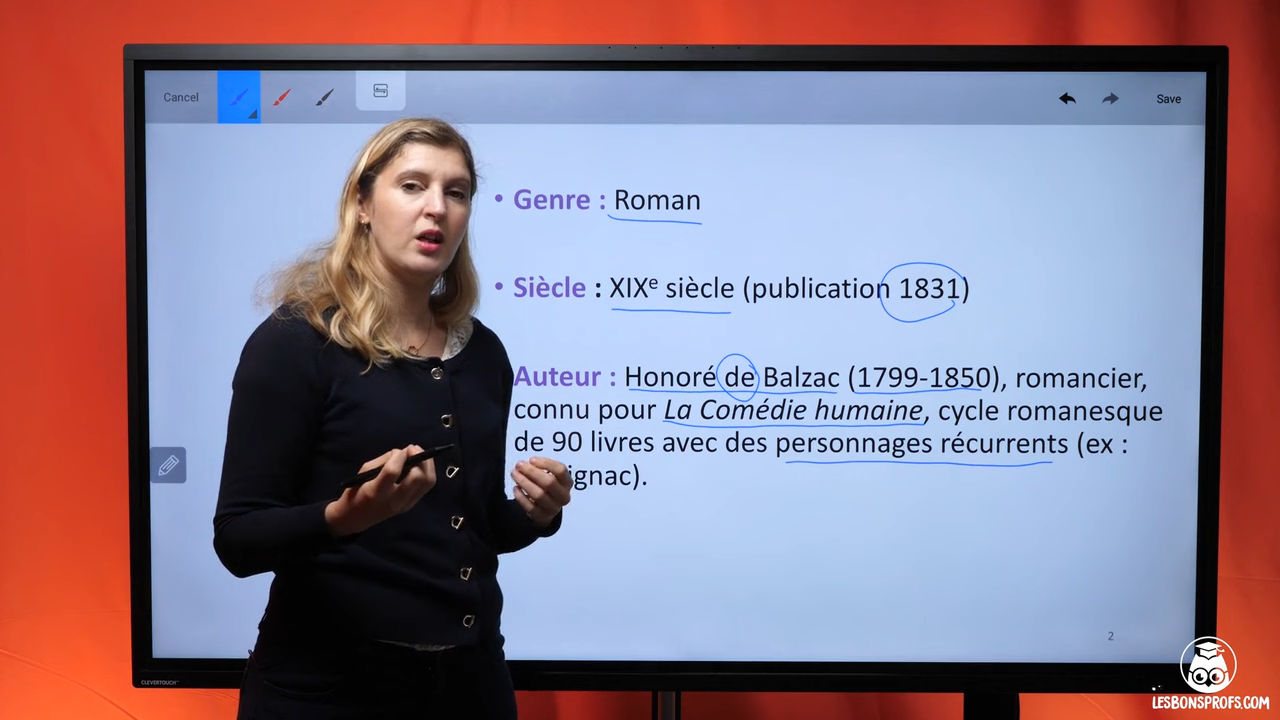 Cancel
Save
• Genre : Roman
• Siècle : XIXe siècle (publication 1831)
Auteur : Honoré de Balzac (1799-1850), romancier,
connu pour La Comédie humaine, cycle romanesque
de 90 livres avec des personnages récurrents (ex :
ignac).
2
CLEVERTOUCH
LESBONSPROFS.COM